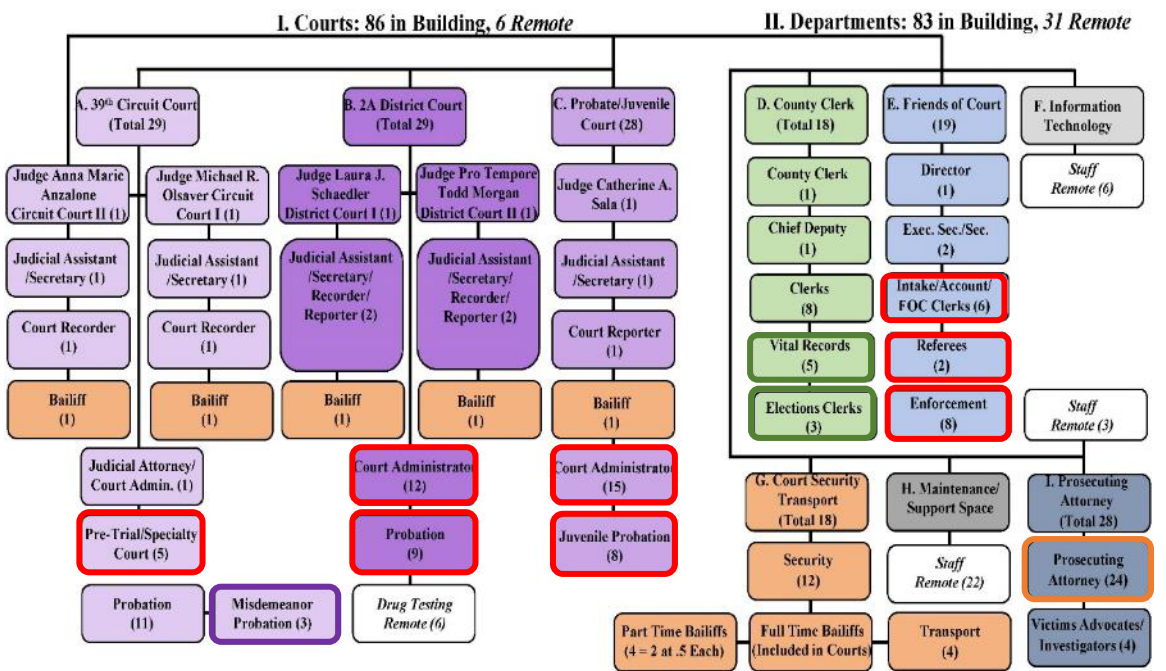 I. Courts: 86 in Building, 6 Remote
II. Departments: 83 in Building, 31 Remote
A. 39th Circuit Court
(Total 29)
B. 2A District Court
(Total 29)
C. Probate/Juvenile
Court (28)
D. County Clerk
(Total 18)
E. Friends of Court
(19)
F. Information
Technology
Judge Anna Marie
Anzalone
Circuit Court II (1)
Judge Michael R.
Olsaver Circuit
Court I (1)
Judge Laura J.
Schaedler
District Court I (1)
Judge Pro Tempore
Todd Morgan
District Court II (1)
Judge Catherine A.
Sala (1)
County Clerk
(1)
Director
(1)
Staff
Remote (6)
Judicial Assistant
/Secretary (1)
Judicial Assistant
/Secretary (1)
Judicial Assistant
/Secretary/
Recorder/
Reporter (2)
Judicial Assistant
/Secretary/
Recorder/
Reporter (2)
Judicial Assistant
/Secretary (1)
Chief Deputy
(1)
Exec. Sec./Sec.
(2)
Court Recorder
(1)
Court Recorder
(1)
Court Reporter
(1)
Clerks
(8)
Intake/Account/
FOC Clerks (6)
Vital Records
(5)
Referees
(2)
Bailiff
(1)
Bailiff
(1)
Bailiff
(1)
Bailiff
(1)
Bailiff
(1)
Elections Clerks
(3)
Enforcement
(8)
Staff
Remote (3)
Judicial Attorney/
Court Admin. (1)
Court Administrator
(12)
Court Administrator
(15)
G. Court Security
Transport
(Total 18)
H. Maintenance/
Support Space
I. Prosecuting
Attorney
(Total 28)
Pre-Trial/Specialty
Court (5)
Probation
(9)
Juvenile Probation
(8)
Security
(12)
Staff
Remote (22)
Prosecuting
Attorney (24)
Probation
(11)
Misdemeanor
Probation (3)
Drug Testing
Remote (6)
Part Time Bailiffs
(4 = 2 at .5 Each)
Full Time Bailiffs
(Included in Courts)
Transport
(4)
Victims Advocates/
Investigators (4)